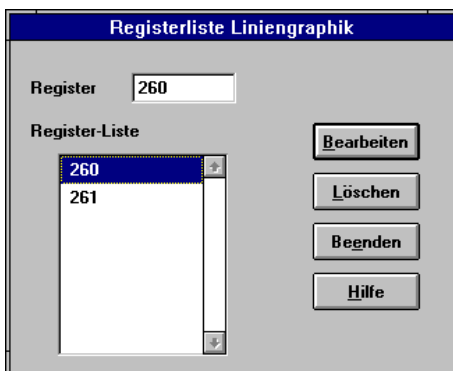 Registerliste Liniengraphik
Register 260
Register-Liste
260
261
Bearbeiten
Löschen
Beenden
Hilfe